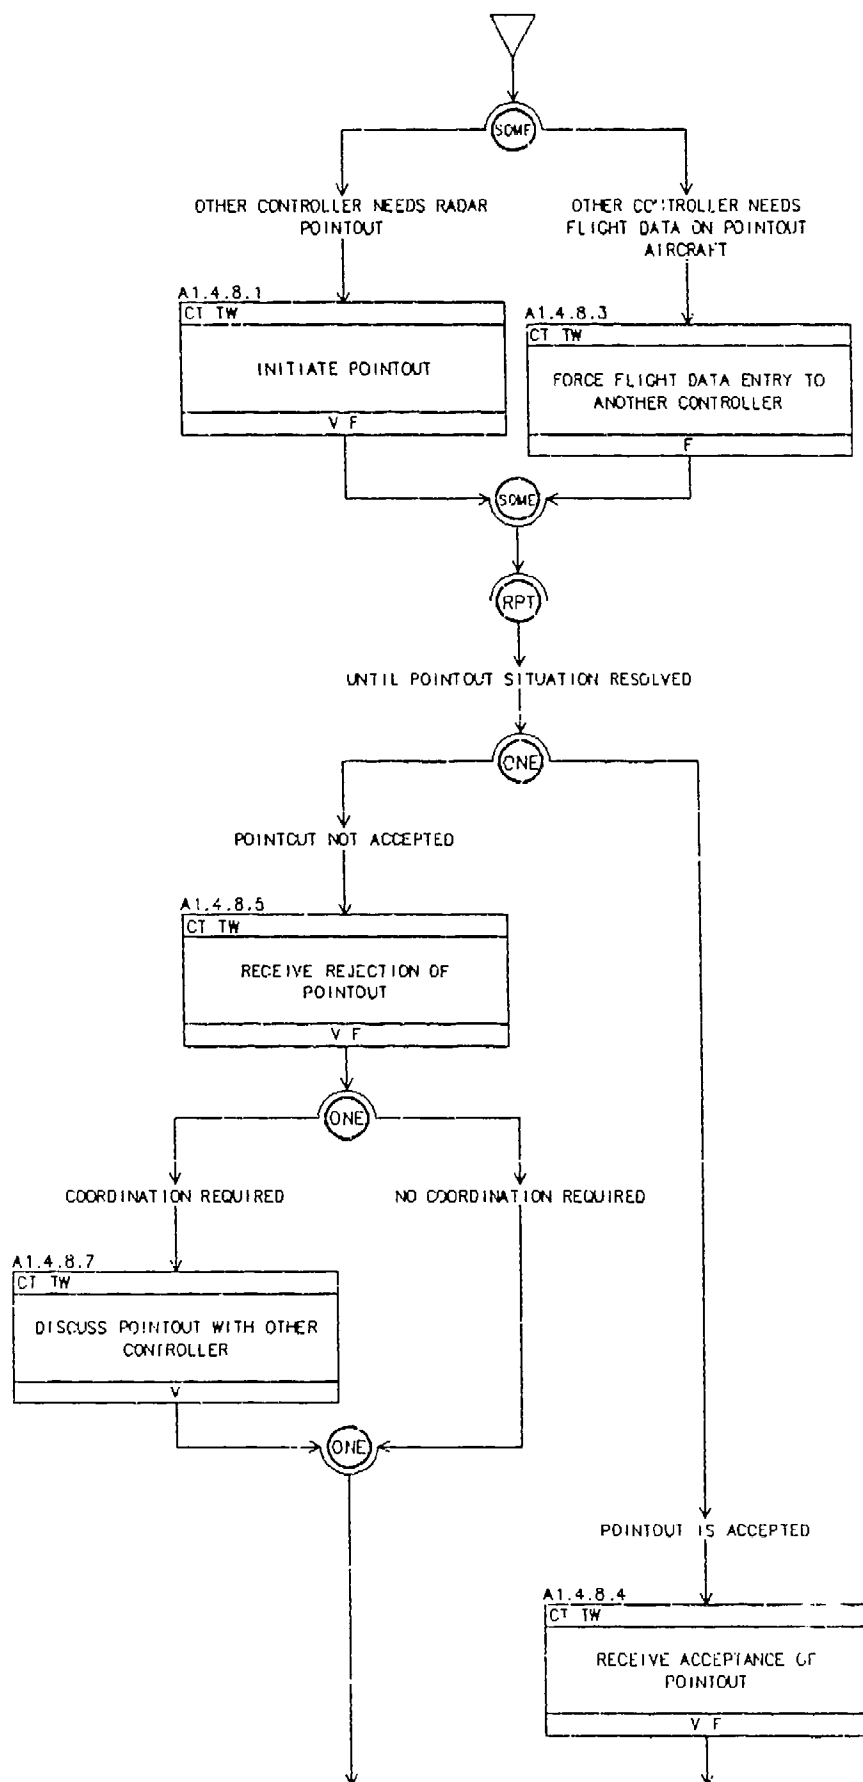 SOME
OTHER CONTROLLER NEEDS RADAR
POINTOUT
OTHER CONTROLLER NEEDS
FLIGHT DATA ON POINTOUT
AIRCRAFT
A1.4.8.1
CT TW
INITIATE POINTOUT
V F
A1.4.8.3
CT TW
FORCE FLIGHT DATA ENTRY TO
ANOTHER CONTROLLER
F
SOME
RPT
UNTIL POINTOUT SITUATION RESOLVED
ONE
POINTOUT NOT ACCEPTED
A1.4.8.5
CT TW
RECEIVE REJECTION OF
POINTOUT
V F
ONE
COORDINATION REQUIRED
NO COORDINATION REQUIRED
A1.4.8.7
CT TW
DISCUSS POINTOUT WITH OTHER
CONTROLLER
V
ONE
POINTOUT IS ACCEPTED
A1.4.8.4
CT TW
RECEIVE ACCEPTANCE OF
POINTOUT
V F